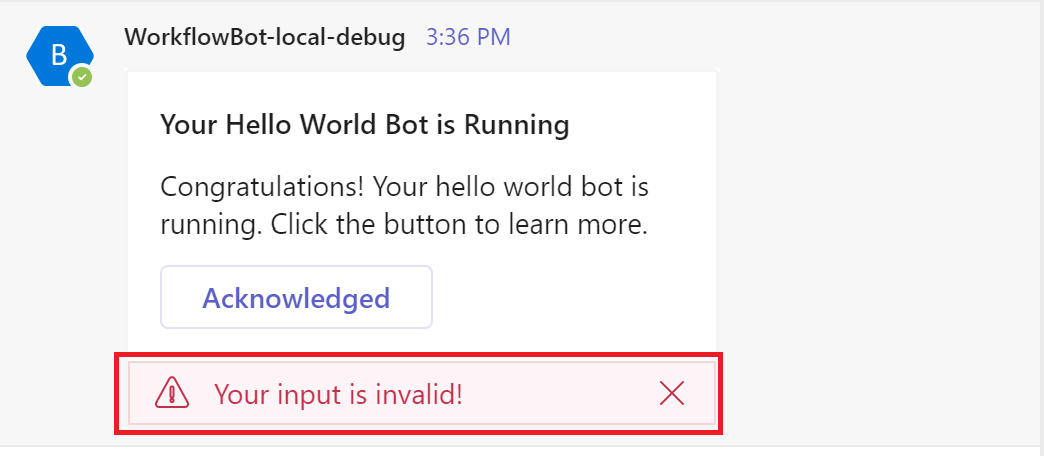 B
WorkflowBot-local-debug 3:36 PM
Your Hello World Bot is Running
Congratulations! Your hello world bot is
running. Click the button to learn more.
Acknowledged
Your input is invalid!